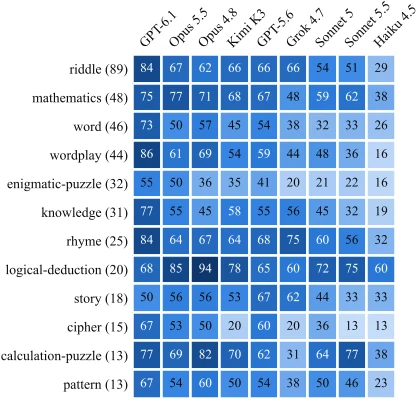 GPT-6.1 Opus 5.5 Opus 4.8 Kimi K3 GPT-5.6 Grok 4.7 Sonnet 5 Sonnet 5.5 Haiku 4.5
riddle (89) 84 67 62 66 66 66 54 51 29
mathematics (48) 75 77 71 68 67 48 59 62 38
word (46) 73 50 57 45 54 38 32 33 26
wordplay (44) 86 61 69 54 59 44 48 36 16
enigmatic-puzzle (32) 55 50 36 35 41 20 21 22 16
knowledge (31) 77 55 45 58 55 56 45 32 19
rhyme (25) 84 64 67 64 68 75 60 56 32
logical-deduction (20) 68 85 94 78 65 60 72 75 60
story (18) 50 56 56 53 67 62 44 33 33
cipher (15) 67 53 50 20 60 20 36 13 13
calculation-puzzle (13) 77 69 82 70 62 31 64 77 38
pattern (13) 67 54 60 50 54 38 50 46 23